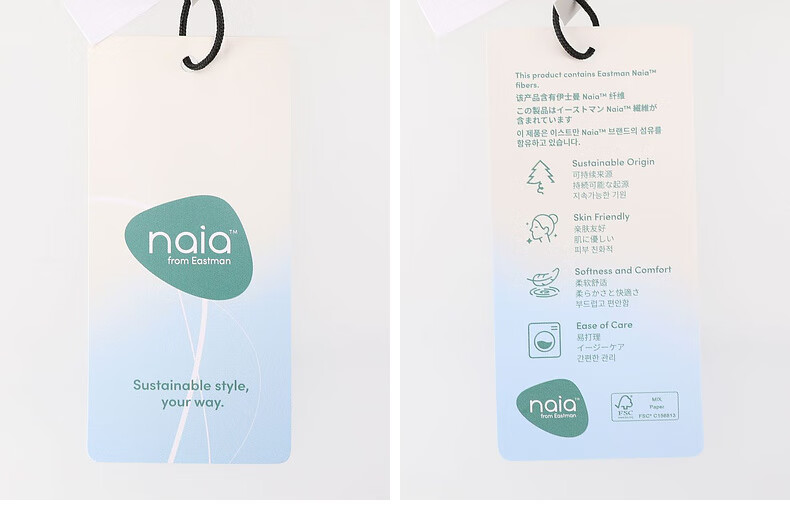 naia™
from Eastman
Sustainable style,
your way.
This product contains Eastman Naia™
fibers.
该产品含有伊士曼 Naia™ 纤维
この製品はイーストマン Naia™ 繊維が
含まれています
이 제품은 이스트만 Naia™ 브랜드의 섬유를
함유하고 있습니다.
Sustainable Origin
可持续来源
持続可能な起源
지속가능한 기원
Skin Friendly
亲肤友好
肌に優しい
피부 친화적
Softness and Comfort
柔软舒适
柔らかさと快適さ
부드럽고 편안함
Ease of Care
易打理
イージーケア
간편한 관리
naia™
from Eastman
FSC
MIX
Paper
FSC® C198813